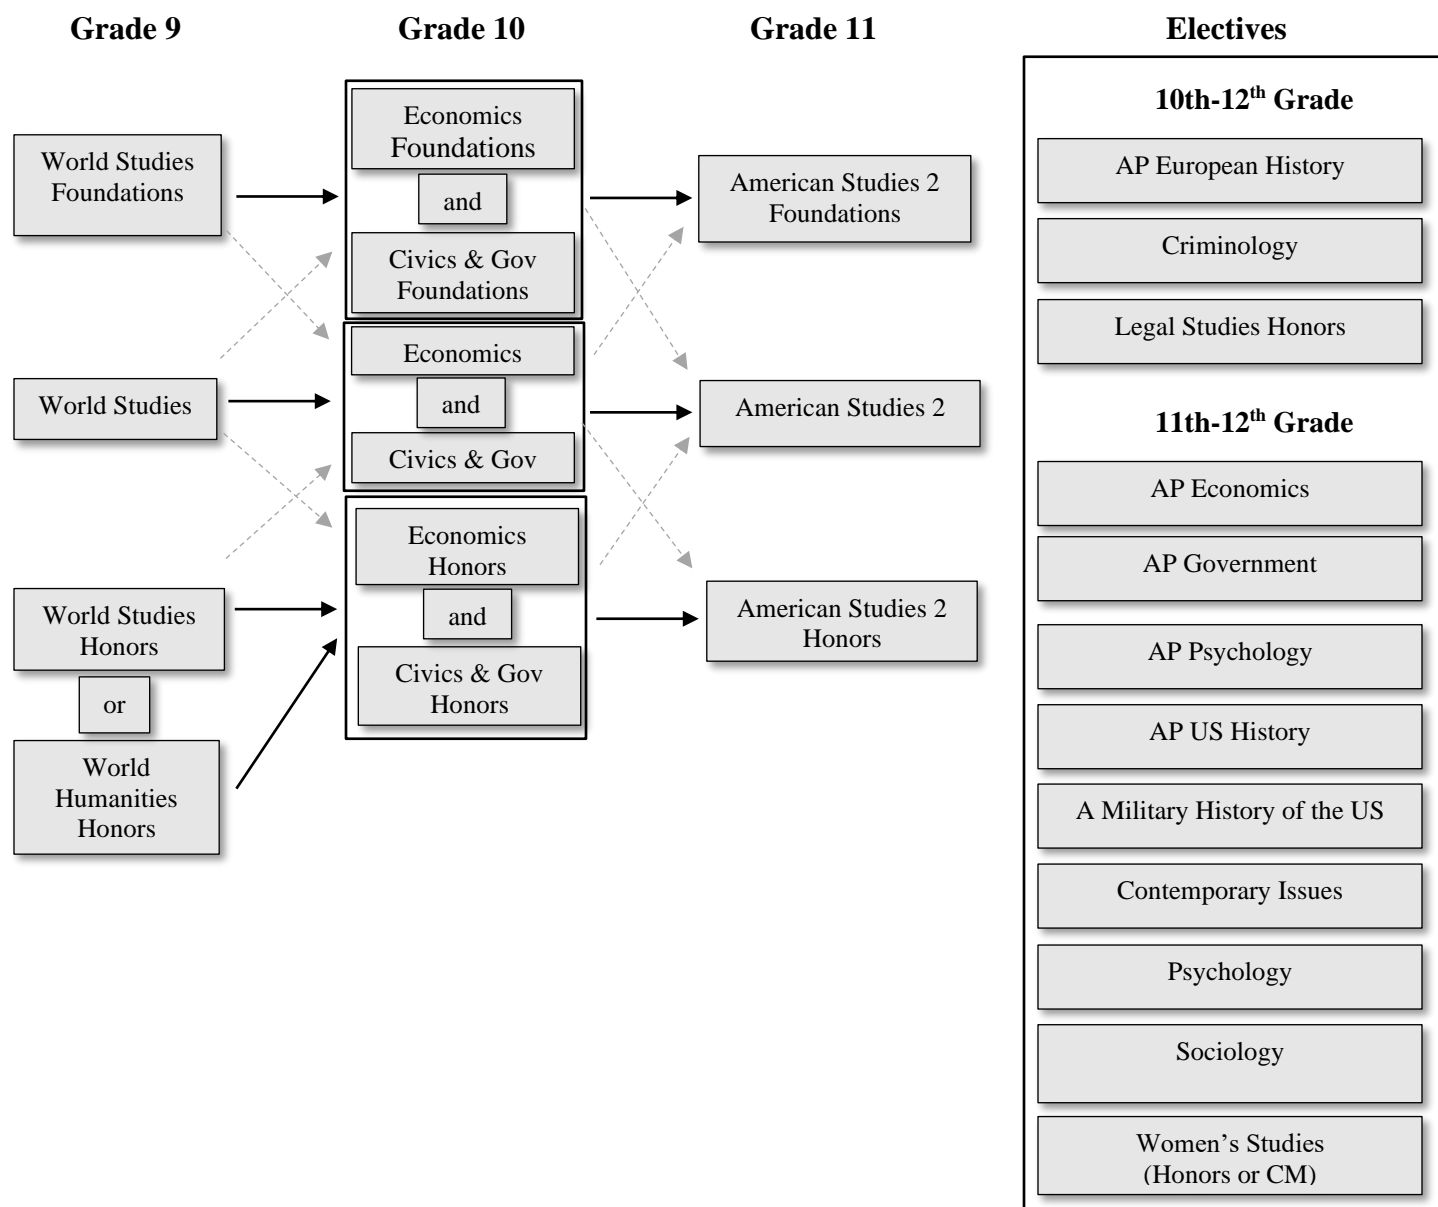 Grade 9
Grade 10
Grade 11
Electives
World Studies
Foundations
World Studies
World Studies
Honors
or
World
Humanities
Honors
Economics
Foundations
and
Civics & Gov
Foundations
Economics
and
Civics & Gov
Economics
Honors
and
Civics & Gov
Honors
American Studies 2
Foundations
American Studies 2
American Studies 2
Honors
10th-12th Grade
AP European History
Criminology
Legal Studies Honors
11th-12th Grade
AP Economics
AP Government
AP Psychology
AP US History
A Military History of the US
Contemporary Issues
Psychology
Sociology
Women’s Studies
(Honors or CM)